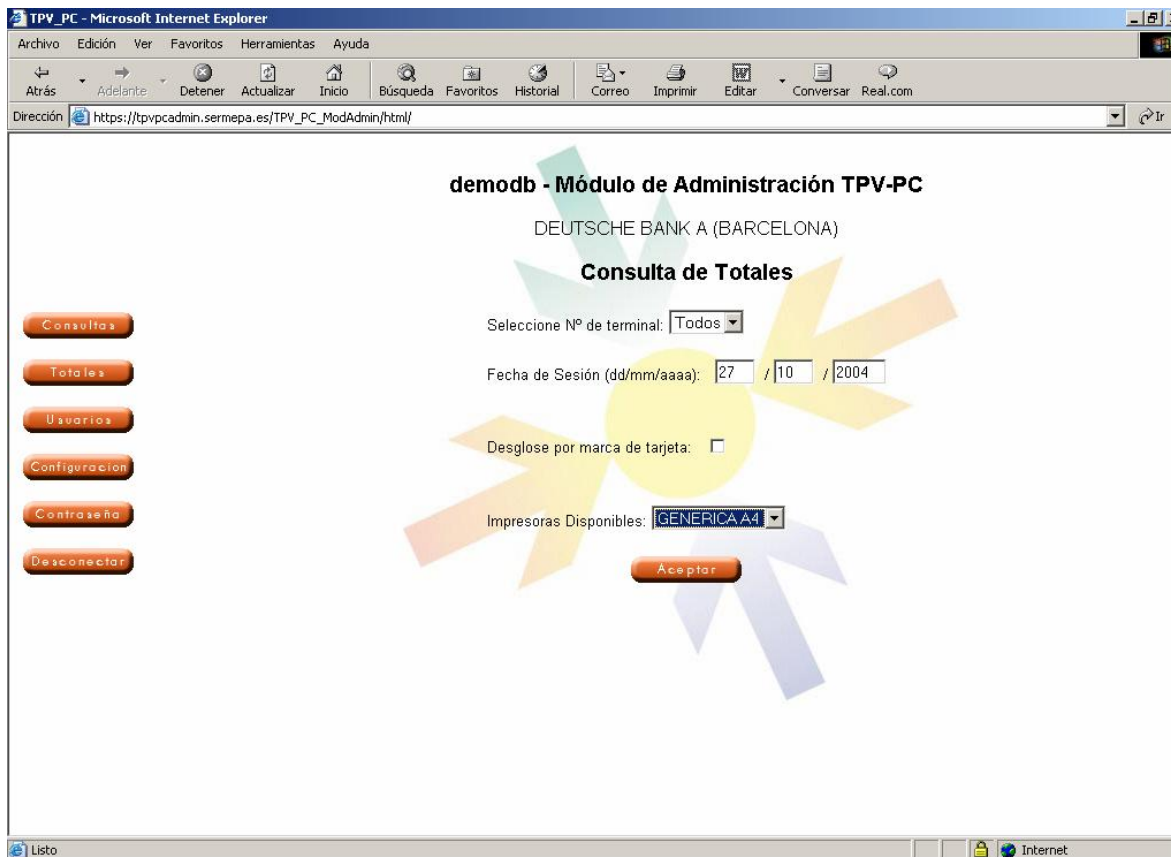 TPV_PC - Microsoft Internet Explorer
Archivo Edición Ver Favoritos Herramientas Ayuda
Atrás Adelante Detener Actualizar Inicio Búsqueda Favoritos Historial Correo Imprimir Editar Conversar Real.com
Dirección https://tpvpcadmin.sermepa.es/TPV_PC_ModAdmin/html/ Ir
demodb - Módulo de Administración TPV-PC
DEUTSCHE BANK A (BARCELONA)
Consulta de Totales
Consultas
Seleccione Nº de terminal: Todos
Totales
Fecha de Sesión (dd/mm/aaaa): 27 / 10 / 2004
Usuarios
Desglose por marca de tarjeta:
Configuracion
Contraseña
Impresoras Disponibles: GENERICA A4
Desconectar
Aceptar
Listo Internet